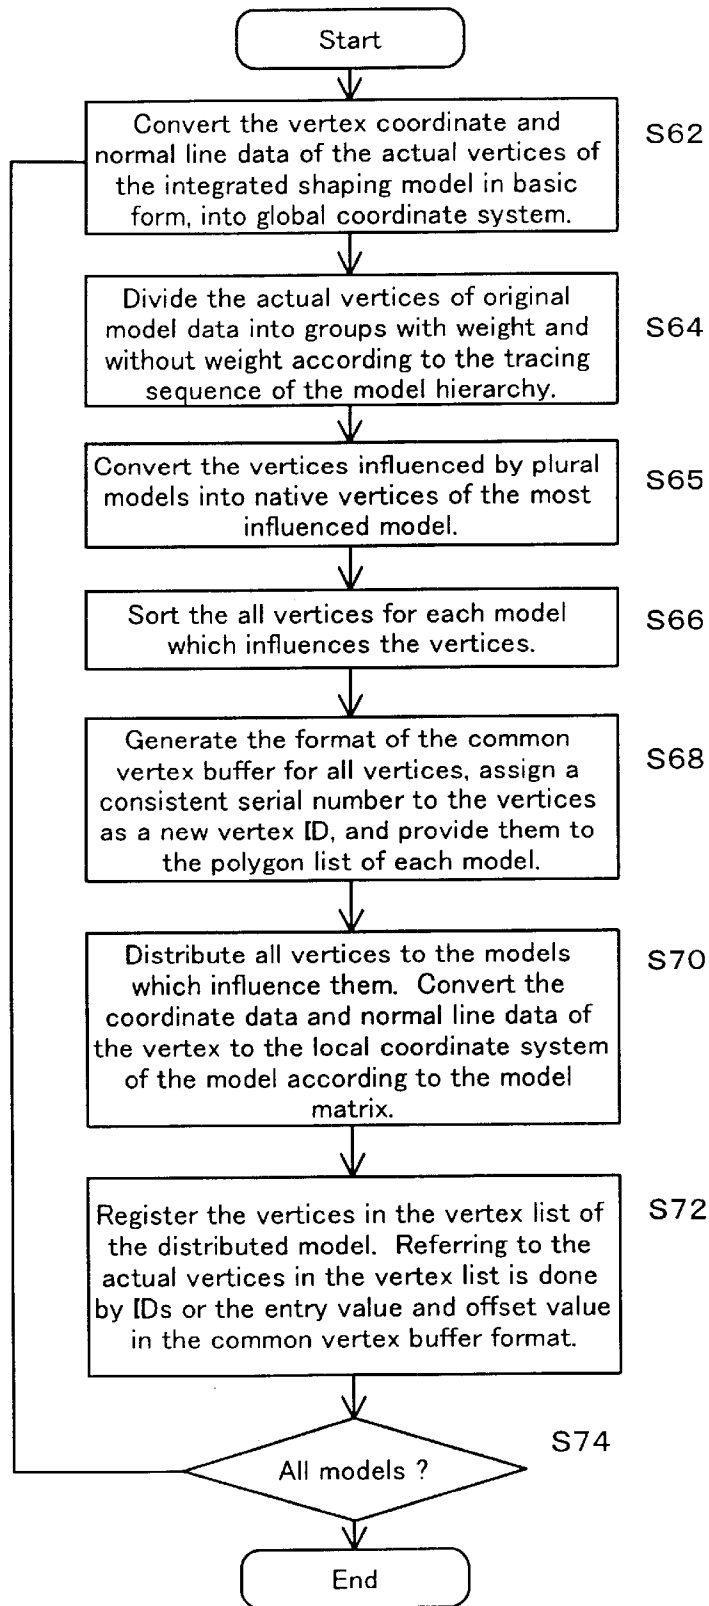 Start
Convert the vertex coordinate and
normal line data of the actual vertices of
the integrated shaping model in basic
form, into global coordinate system.
S62
Divide the actual vertices of original
model data into groups with weight and
without weight according to the tracing
sequence of the model hierarchy.
S64
Convert the vertices influenced by plural
models into native vertices of the most
influenced model.
S65
Sort the all vertices for each model
which influences the vertices.
S66
Generate the format of the common
vertex buffer for all vertices, assign a
consistent serial number to the vertices
as a new vertex ID, and provide them to
the polygon list of each model.
S68
Distribute all vertices to the models
which influence them. Convert the
coordinate data and normal line data of
the vertex to the local coordinate system
of the model according to the model
matrix.
S70
Register the vertices in the vertex list of
the distributed model. Referring to the
actual vertices in the vertex list is done
by IDs or the entry value and offset value
in the common vertex buffer format.
S72
All models ?
S74
End